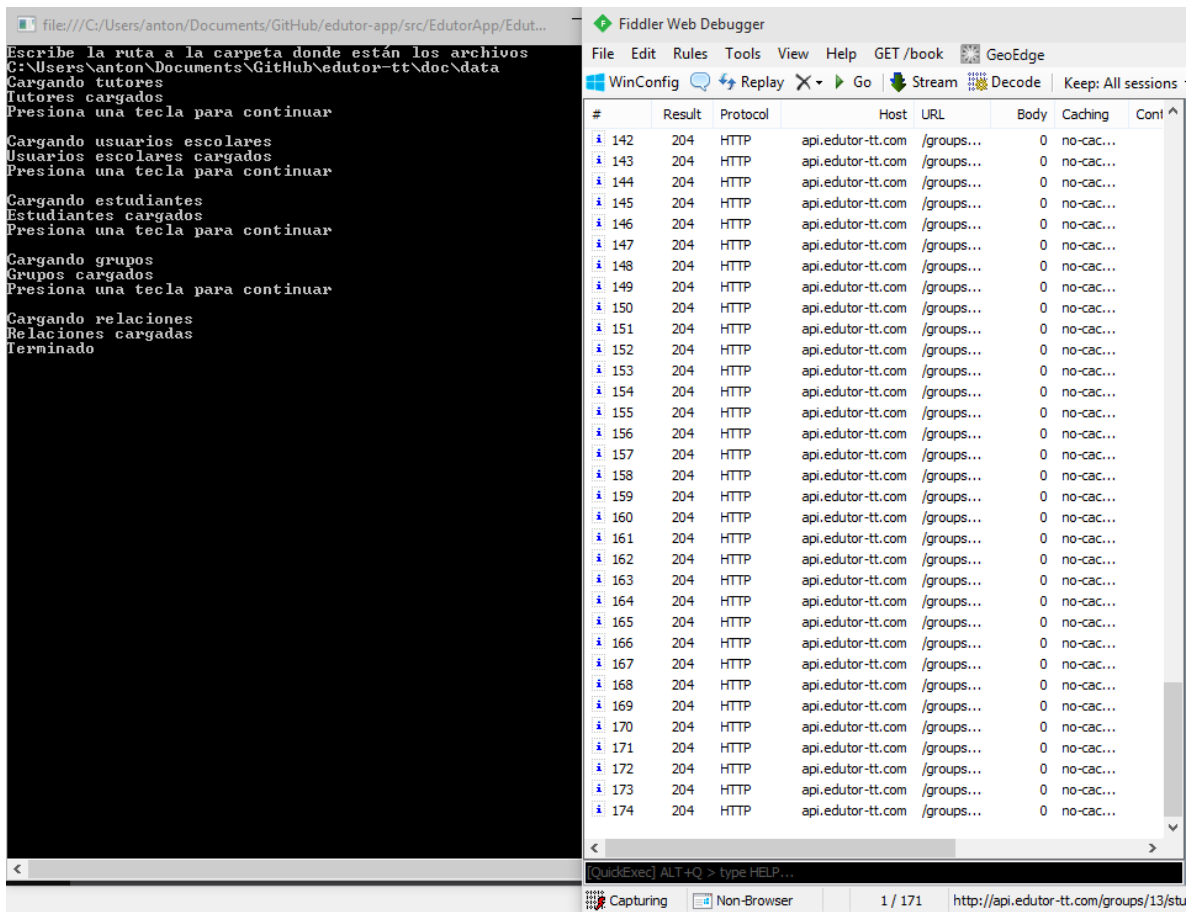 file:///C:/Users/anton/Documents/GitHub/edutor-app/src/EdutorApp/Edut...
Escribe la ruta a la carpeta donde están los archivos
C:\Users\anton\Documents\GitHub\edutor-tt\doc\data
Cargando tutores
Tutores cargados
Presiona una tecla para continuar
Cargando usuarios escolares
Usuarios escolares cargados
Presiona una tecla para continuar
Cargando estudiantes
Estudiantes cargados
Presiona una tecla para continuar
Cargando grupos
Grupos cargados
Presiona una tecla para continuar
Cargando relaciones
Relaciones cargadas
Terminado
Fiddler Web Debugger
File Edit Rules Tools View Help GET /book GeoEdge
WinConfig Replay Go Stream Decode Keep: All sessions
# Result Protocol Host URL Body Caching Cont
142 204 HTTP api.edutor-tt.com /groups... 0 no-cac...
143 204 HTTP api.edutor-tt.com /groups... 0 no-cac...
144 204 HTTP api.edutor-tt.com /groups... 0 no-cac...
145 204 HTTP api.edutor-tt.com /groups... 0 no-cac...
146 204 HTTP api.edutor-tt.com /groups... 0 no-cac...
147 204 HTTP api.edutor-tt.com /groups... 0 no-cac...
148 204 HTTP api.edutor-tt.com /groups... 0 no-cac...
149 204 HTTP api.edutor-tt.com /groups... 0 no-cac...
150 204 HTTP api.edutor-tt.com /groups... 0 no-cac...
151 204 HTTP api.edutor-tt.com /groups... 0 no-cac...
152 204 HTTP api.edutor-tt.com /groups... 0 no-cac...
153 204 HTTP api.edutor-tt.com /groups... 0 no-cac...
154 204 HTTP api.edutor-tt.com /groups... 0 no-cac...
155 204 HTTP api.edutor-tt.com /groups... 0 no-cac...
156 204 HTTP api.edutor-tt.com /groups... 0 no-cac...
157 204 HTTP api.edutor-tt.com /groups... 0 no-cac...
158 204 HTTP api.edutor-tt.com /groups... 0 no-cac...
159 204 HTTP api.edutor-tt.com /groups... 0 no-cac...
160 204 HTTP api.edutor-tt.com /groups... 0 no-cac...
161 204 HTTP api.edutor-tt.com /groups... 0 no-cac...
162 204 HTTP api.edutor-tt.com /groups... 0 no-cac...
163 204 HTTP api.edutor-tt.com /groups... 0 no-cac...
164 204 HTTP api.edutor-tt.com /groups... 0 no-cac...
165 204 HTTP api.edutor-tt.com /groups... 0 no-cac...
166 204 HTTP api.edutor-tt.com /groups... 0 no-cac...
167 204 HTTP api.edutor-tt.com /groups... 0 no-cac...
168 204 HTTP api.edutor-tt.com /groups... 0 no-cac...
169 204 HTTP api.edutor-tt.com /groups... 0 no-cac...
170 204 HTTP api.edutor-tt.com /groups... 0 no-cac...
171 204 HTTP api.edutor-tt.com /groups... 0 no-cac...
172 204 HTTP api.edutor-tt.com /groups... 0 no-cac...
173 204 HTTP api.edutor-tt.com /groups... 0 no-cac...
174 204 HTTP api.edutor-tt.com /groups... 0 no-cac...
[QuickExec] ALT+Q > type HELP...
Capturing Non-Browser 1 / 171 http://api.edutor-tt.com/groups/13/stu